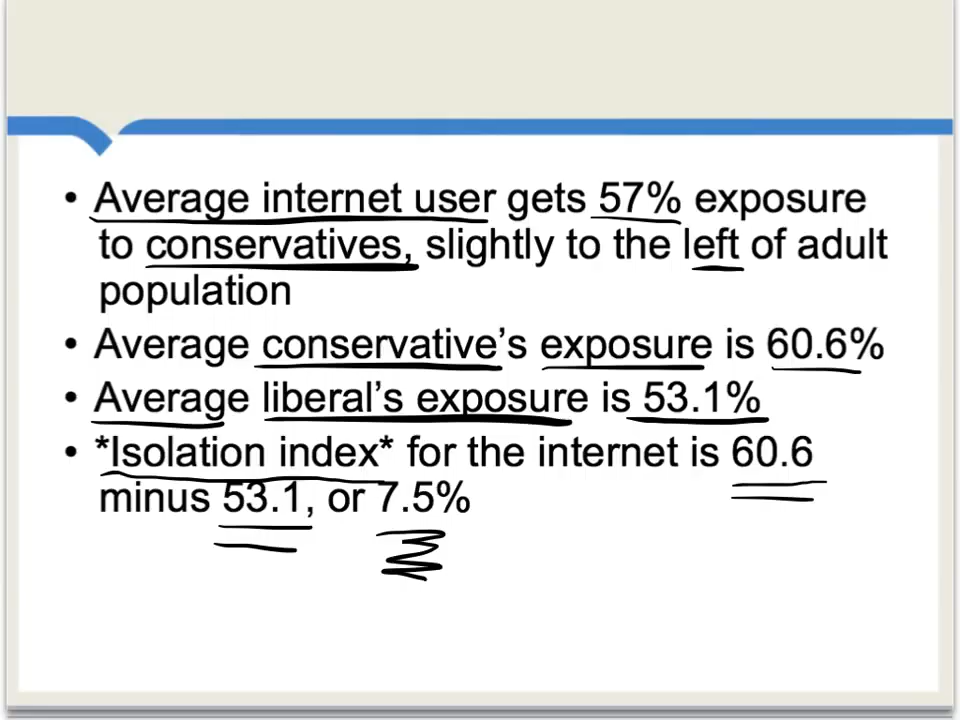 • Average internet user gets 57% exposure
to conservatives, slightly to the left of adult
population
• Average conservative’s exposure is 60.6%
• Average liberal’s exposure is 53.1%
• *Isolation index* for the internet is 60.6
minus 53.1, or 7.5%